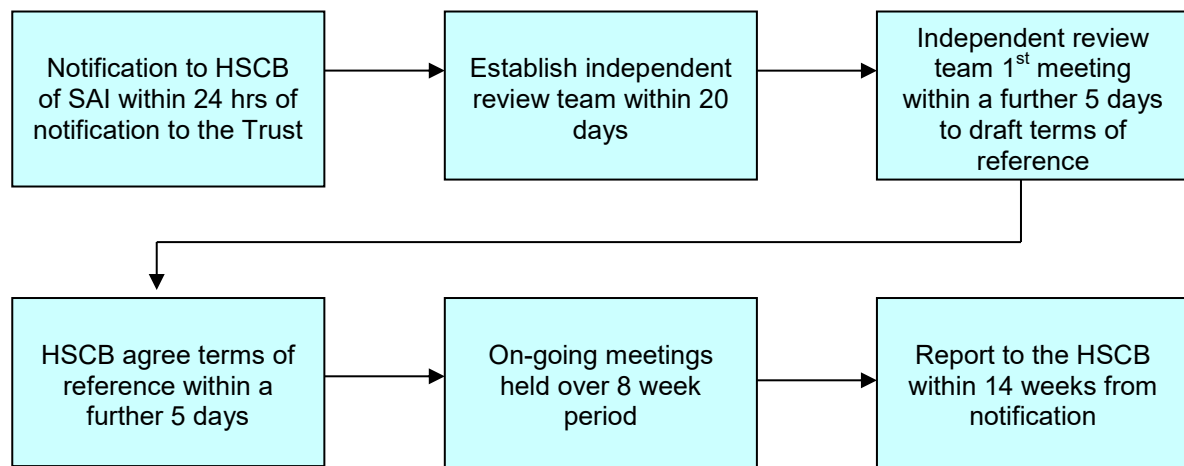 Notification to HSCB
of SAI within 24 hrs of
notification to the Trust
Establish independent
review team within 20
days
Independent review
team 1st meeting
within a further 5 days
to draft terms of
reference
HSCB agree terms of
reference within a
further 5 days
On-going meetings
held over 8 week
period
Report to the HSCB
within 14 weeks from
notification